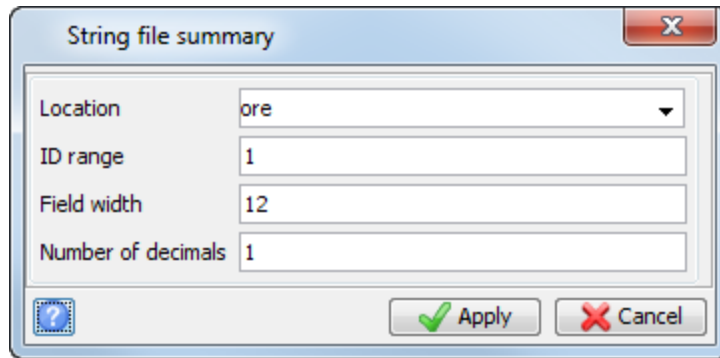 String file summary
Location ore
ID range 1
Field width 12
Number of decimals 1
? Apply Cancel